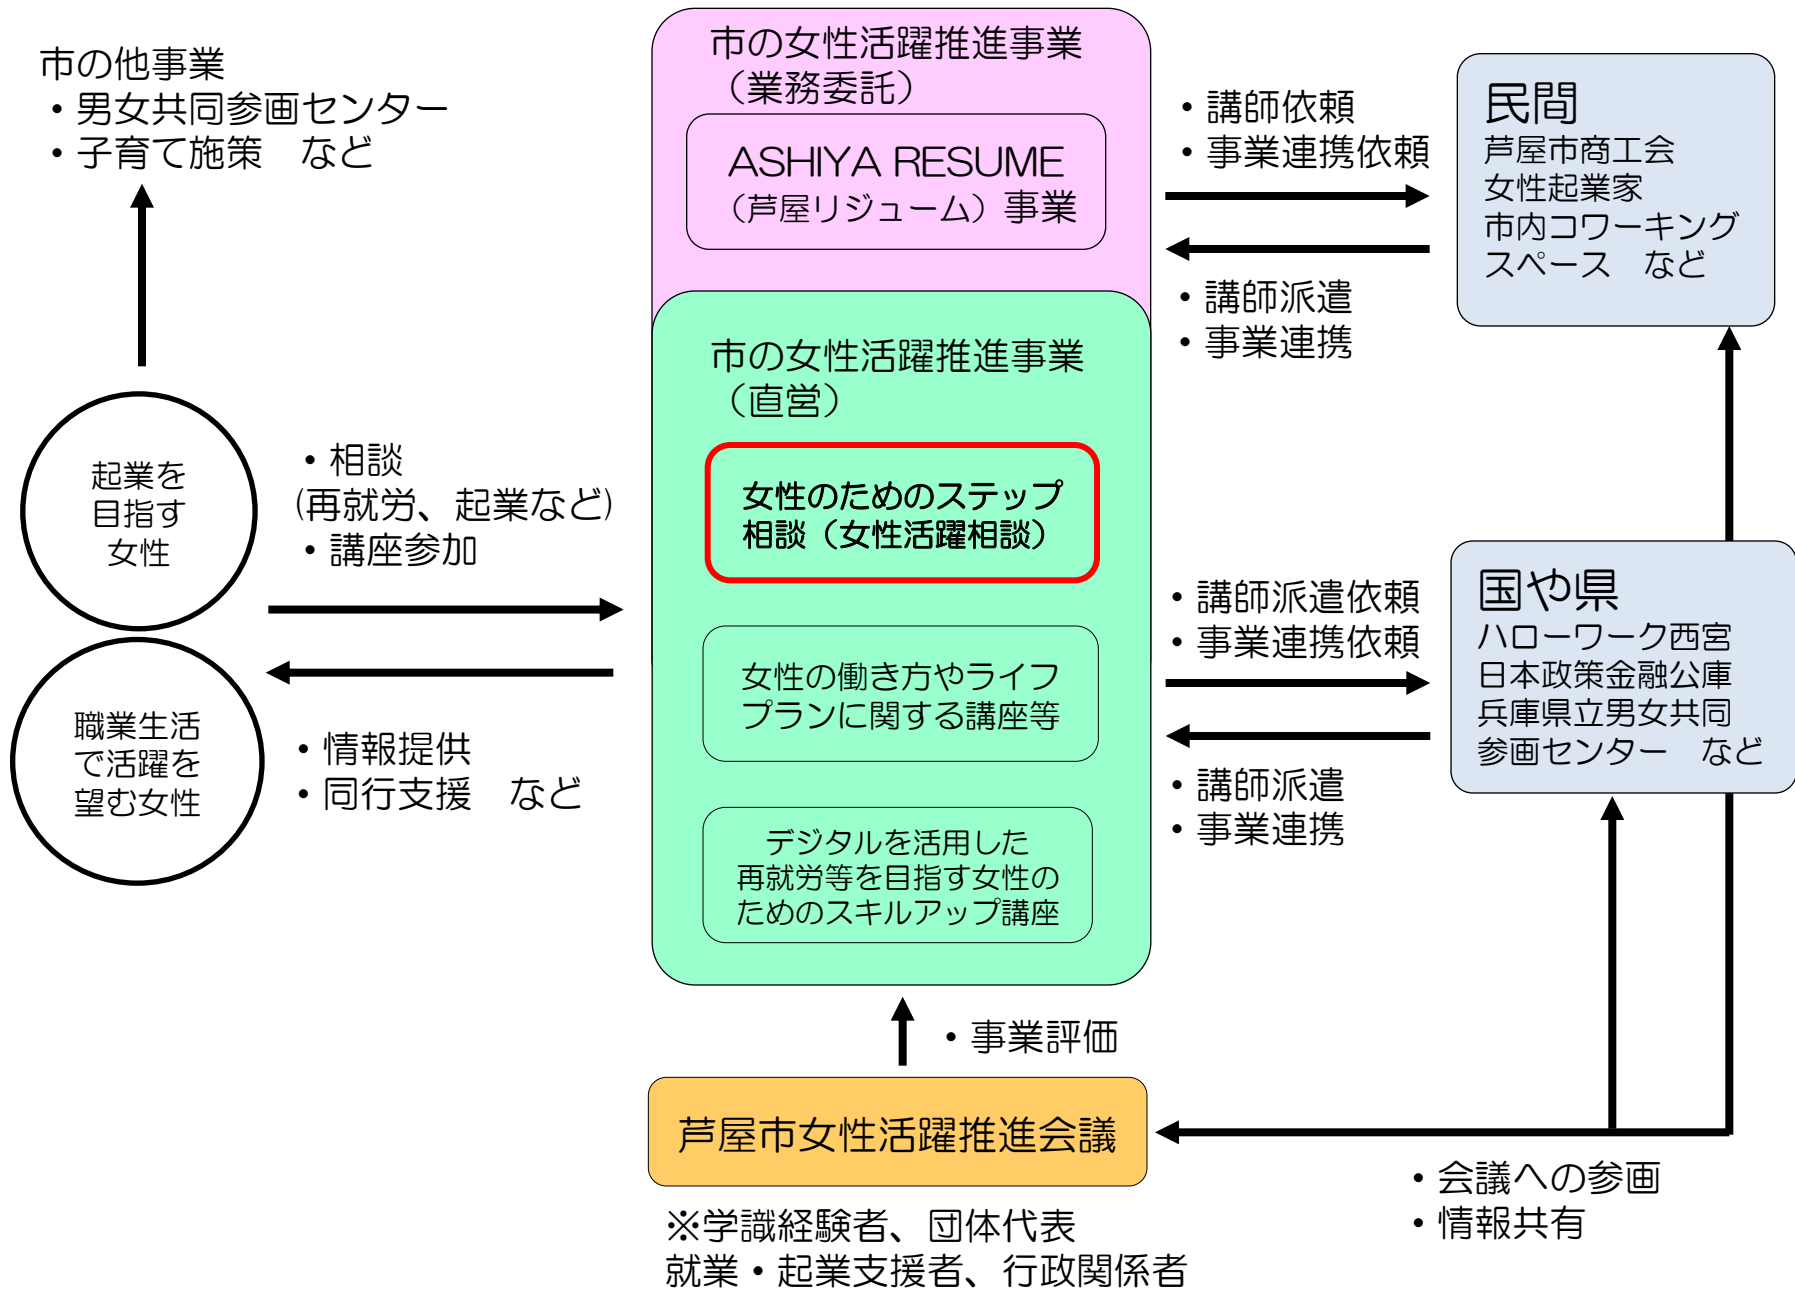 市の他事業
・男女共同参画センター
・子育て施策　など
起業を
目指す
女性
職業生活
で活躍を
望む女性
・相談
(再就労、起業など)
・講座参加
・情報提供
・同行支援　など
市の女性活躍推進事業
（業務委託）
ASHIYA RESUME
（芦屋リジューム）事業
市の女性活躍推進事業
（直営）
女性のためのステップ
相談（女性活躍相談）
女性の働き方やライフ
プランに関する講座等
デジタルを活用した
再就労等を目指す女性の
ためのスキルアップ講座
・事業評価
芦屋市女性活躍推進会議
※学識経験者、団体代表
就業・起業支援者、行政関係者
・講師依頼
・事業連携依頼
・講師派遣
・事業連携
民間
芦屋市商工会
女性起業家
市内コワーキング
スペース　など
・講師派遣依頼
・事業連携依頼
・講師派遣
・事業連携
国や県
ハローワーク西宮
日本政策金融公庫
兵庫県立男女共同
参画センター　など
・会議への参画
・情報共有